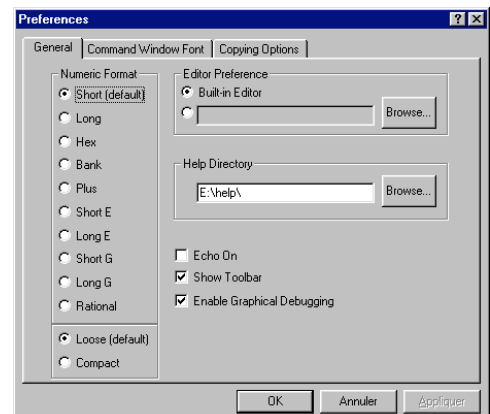 Preferences
General Command Window Font Copying Options
Numeric Format
Short (default)
Long
Hex
Bank
Plus
Short E
Long E
Short G
Long G
Rational
Loose (default)
Compact
Editor Preference
Built-in Editor
Browse...
Help Directory
E:\help\
Browse...
Echo On
Show Toolbar
Enable Graphical Debugging
OK Annuler Appliquer